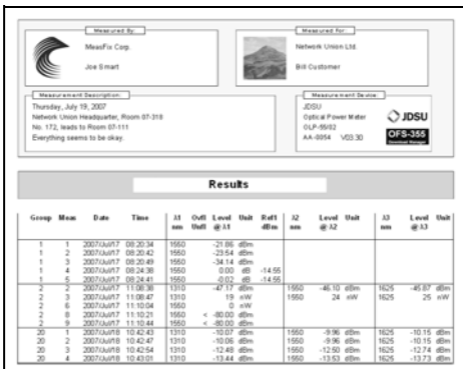 Measured By:
MeasFix Corp.
Joe Smart
Measured For:
Network Union Ltd.
Bill Customer
Measurement Description:
Thursday, July 19, 2007
Network Union Headquarter, Room 07-318
No. 172, leads to Room 07-111
Everything seems to be okay.
Measurement Device:
JDSU
Optical Power Meter
OLP-55/02
AA-0054 V03.30
JDSU
OFS-355
Download Manager
Results
Group Meas Date Time λ1 Ovfl Level Unit Ref1 λ2 Level Unit λ3 Level Unit
nm Unfl @ λ1 dBm nm @ λ2 nm @ λ3
1 1 2007/Jul/17 08:20:34 1550 -21.86 dBm
1 2 2007/Jul/17 08:20:42 1550 -23.54 dBm
1 3 2007/Jul/17 08:20:49 1550 -34.14 dBm
1 4 2007/Jul/17 08:24:38 1550 0.00 dB -14.55
1 5 2007/Jul/17 08:24:41 1550 -0.02 dB -14.55
2 2 2007/Jul/17 11:08:38 1310 -47.17 dBm 1550 -46.10 dBm 1625 -45.87 dBm
2 3 2007/Jul/17 11:08:47 1310 19 nW 1550 24 nW 1625 25 nW
2 6 2007/Jul/17 11:10:04 1550 0 nW
2 8 2007/Jul/17 11:10:21 1550 < -80.00 dBm
2 9 2007/Jul/17 11:10:44 1550 < -80.00 dBm
20 1 2007/Jul/18 10:42:43 1310 -10.07 dBm 1550 -9.96 dBm 1625 -10.15 dBm
20 2 2007/Jul/18 10:42:47 1310 -10.06 dBm 1550 -9.96 dBm 1625 -10.15 dBm
20 3 2007/Jul/18 10:42:54 1310 -12.48 dBm 1550 -12.50 dBm 1625 -12.74 dBm
20 4 2007/Jul/18 10:43:01 1310 -13.44 dBm 1550 -13.53 dBm 1625 -13.73 dBm